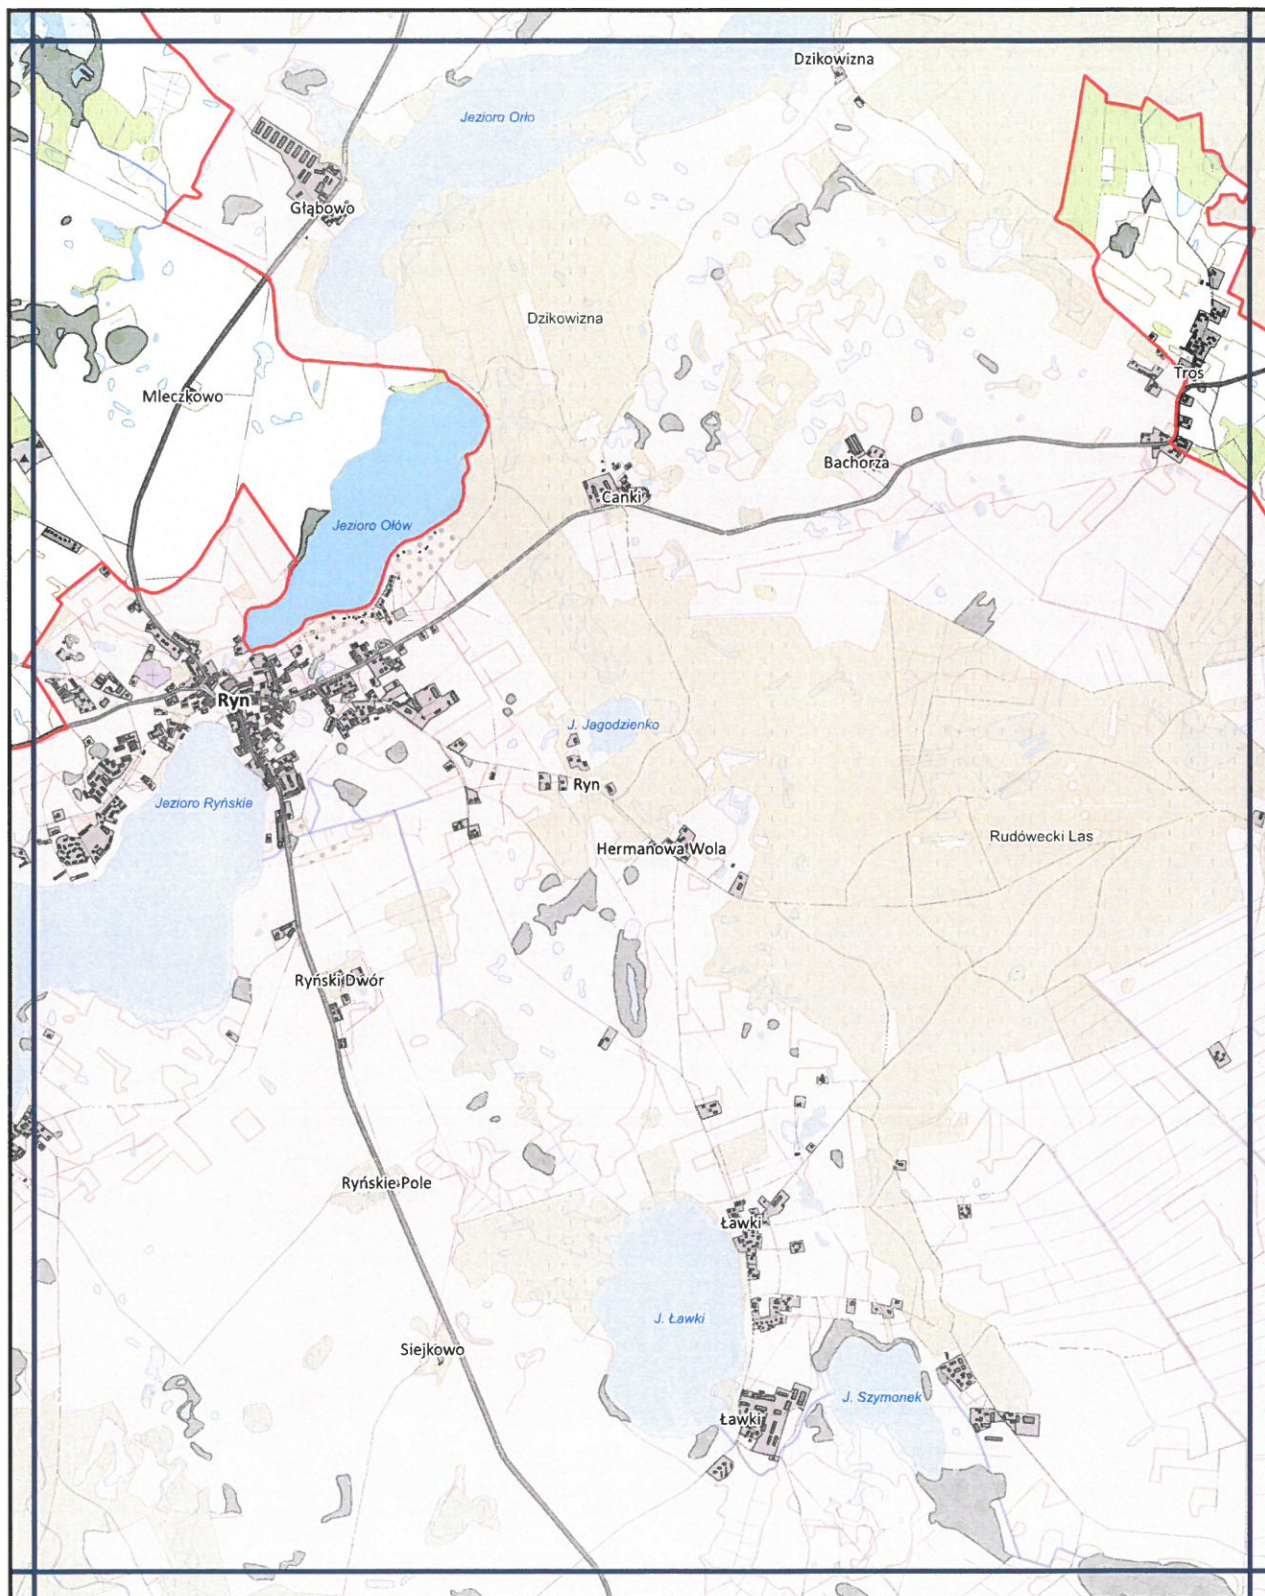 Dzikowizna
Jezioro Orło
Głąbowo
Dzikowizna
Tros
Mleczkowo
Bachorza
Canki
Jezioro Ołów
Ryn
J. Jagodzienko
Ryn
Jezioro Ryńskie
Rudówecki Las
Hermanowa Wola
Ryński Dwór
Ryńskie Pole
Ławki
J. Ławki
Siejkowo
J. Szymonek
Ławki